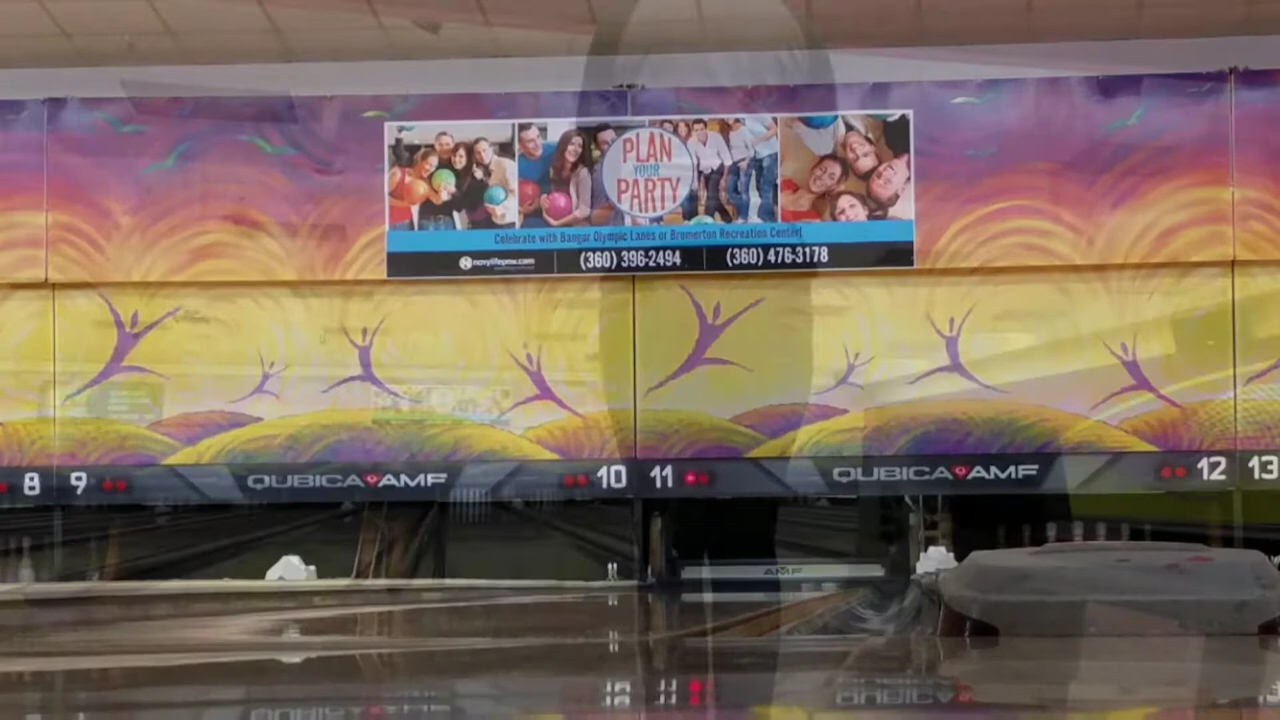 PLAN
YOUR
PARTY
Celebrate with Bangor Olympic Lanes or Bremerton Recreation Center!
navylifepnw.com
(360) 396-2494
(360) 476-3178
8 9 QUBICA AMF 10 11 QUBICA AMF 12 13
AMF